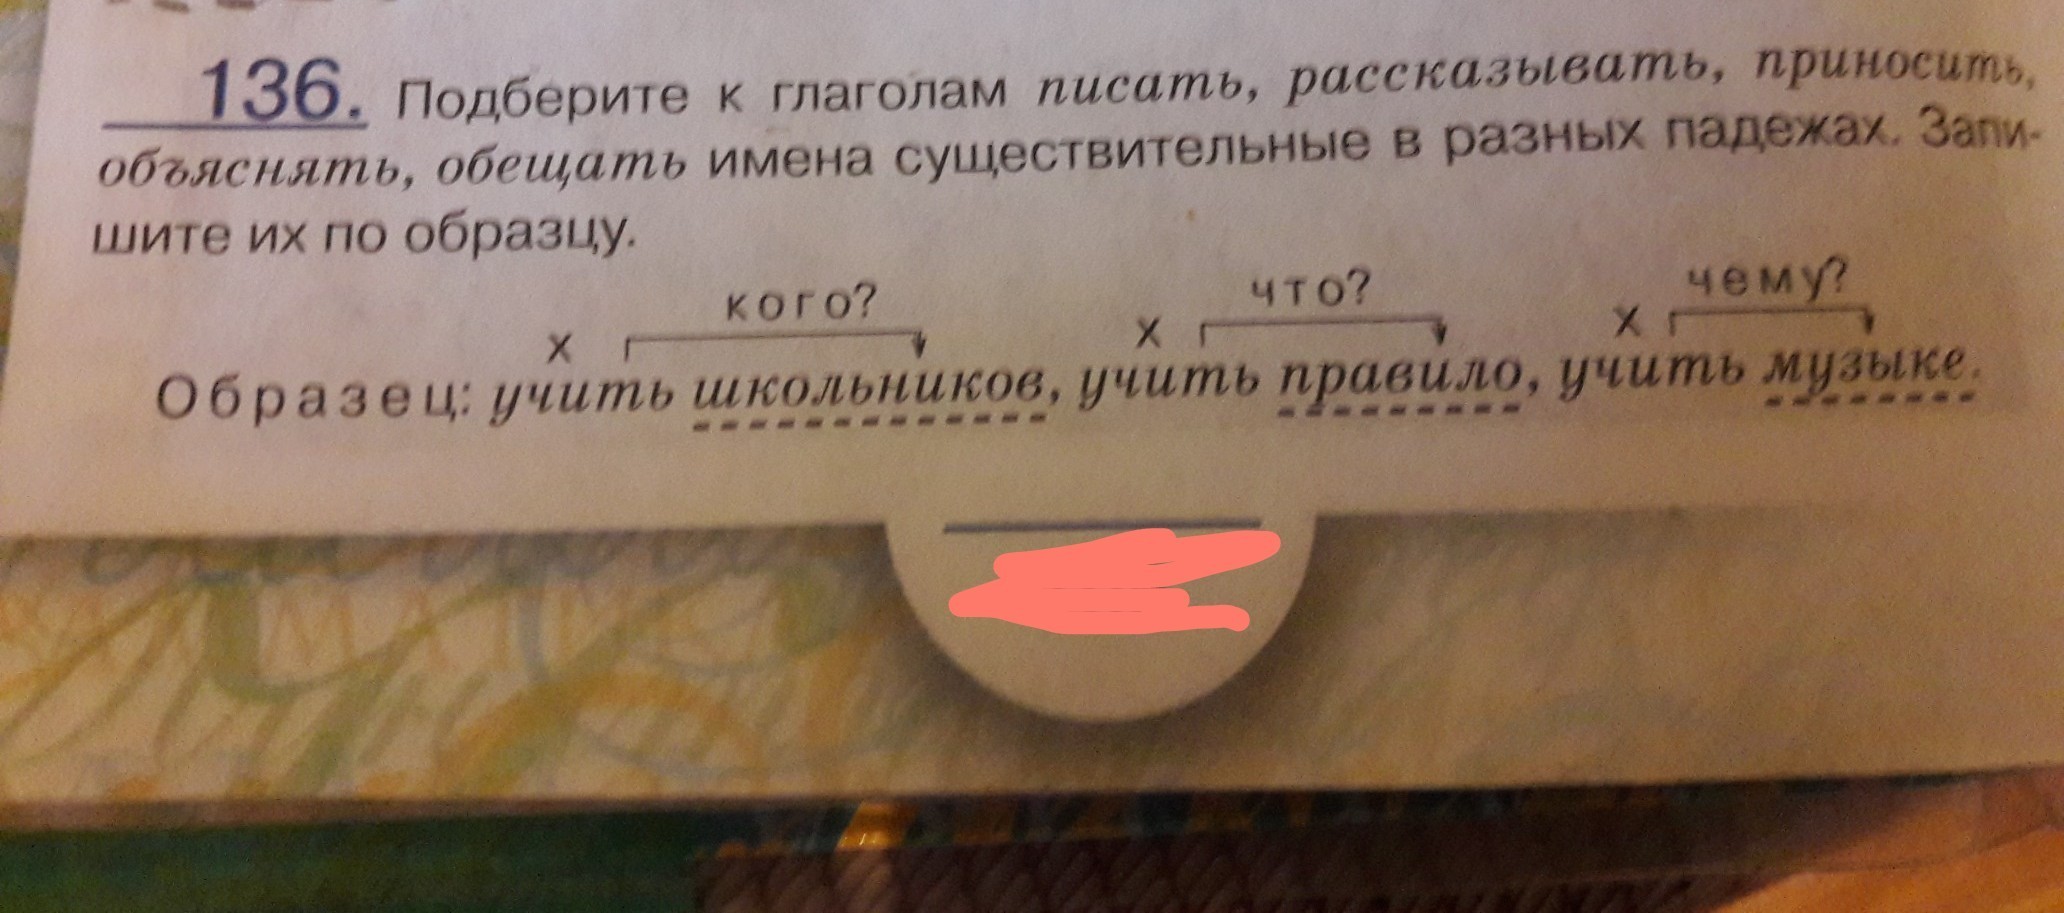 136. Подберите к глаголам писать, рассказывать, приносить,
объяснять, обещать имена существительные в разных падежах. Запи-
шите их по образцу.
кого? что? чему?
х х х
Образец: учить школьников, учить правило, учить музыке.